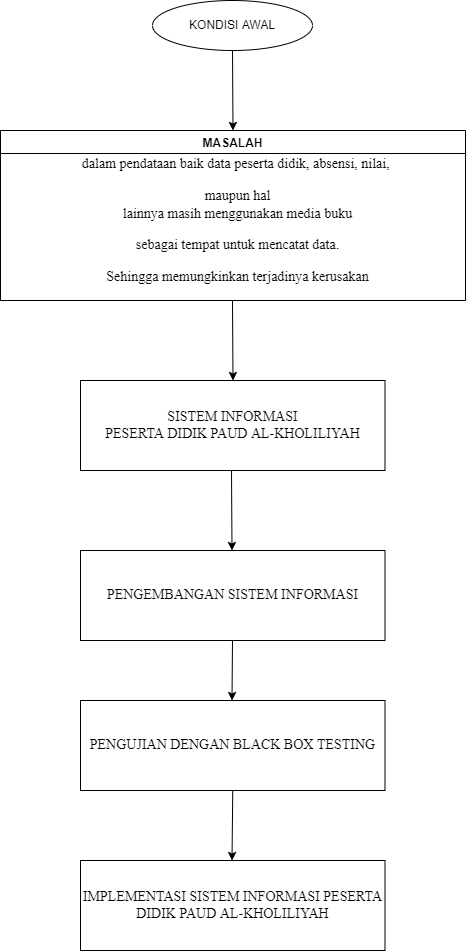 KONDISI AWAL
MASALAH
dalam pendataan baik data peserta didik, absensi, nilai,
maupun hal
lainnya masih menggunakan media buku
sebagai tempat untuk mencatat data.
Sehingga memungkinkan terjadinya kerusakan
SISTEM INFORMASI
PESERTA DIDIK PAUD AL-KHOLILIYAH
PENGEMBANGAN SISTEM INFORMASI
PENGUJIAN DENGAN BLACK BOX TESTING
IMPLEMENTASI SISTEM INFORMASI PESERTA
DIDIK PAUD AL-KHOLILIYAH